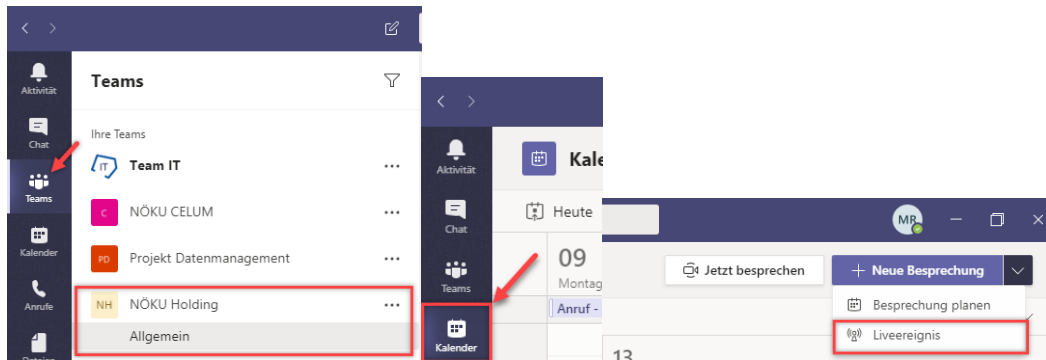 Aktivität
Chat
Teams
Kalender
Anrufe
Teams
Ihre Teams
IT Team IT
C NÖKU CELUM
PD Projekt Datenmanagement
NH NÖKU Holding
Allgemein
Aktivität
Chat
Teams
Kalender
Kale
Heute
09
Montag
Anruf -
MR
Jetzt besprechen
+ Neue Besprechung
Besprechung planen
Liveereignis
13